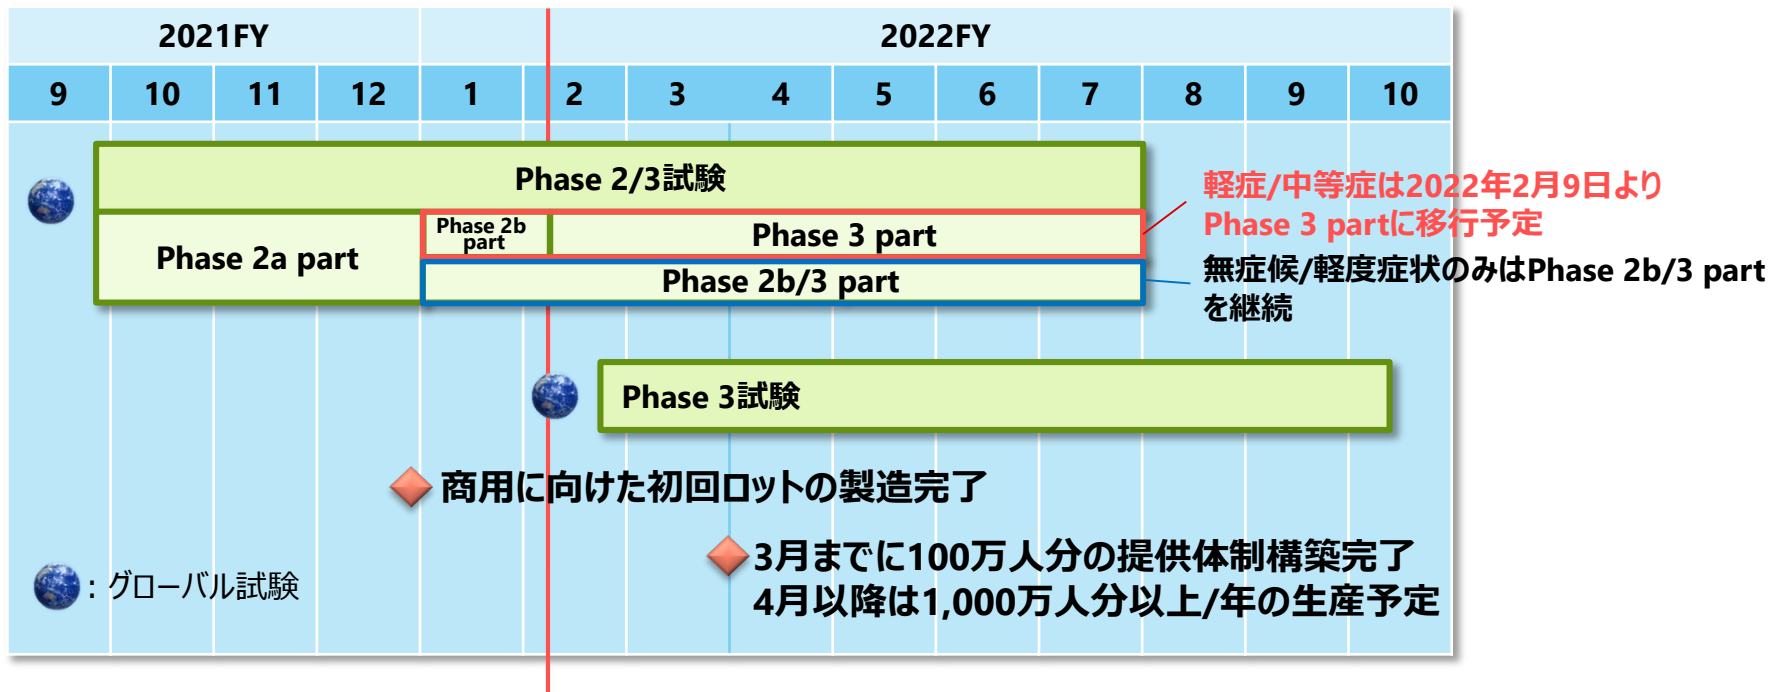 2021FY 2022FY
9 10 11 12 1 2 3 4 5 6 7 8 9 10
Phase 2/3試験
Phase 2a part
Phase 2b
part
Phase 3 part
Phase 2b/3 part
軽症/中等症は2022年2月9日より
Phase 3 partに移行予定
無症候/軽度症状のみはPhase 2b/3 part
を継続
Phase 3試験
商用に向けた初回ロットの製造完了
3月までに100万人分の提供体制構築完了
4月以降は1,000万人分以上/年の生産予定
: グローバル試験